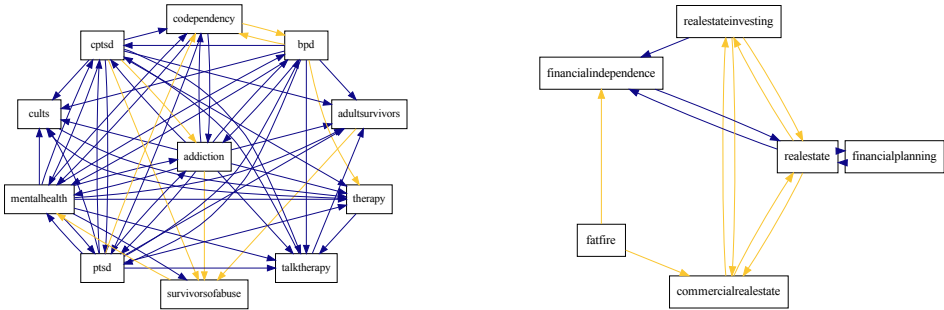 codependency
cptsd
bpd
cults
adultsurvivors
addiction
mentalhealth
therapy
ptsd
talktherapy
survivorsofabuse
realestateinvesting
financialindependence
realestate
financialplanning
fatfire
commercialrealestate